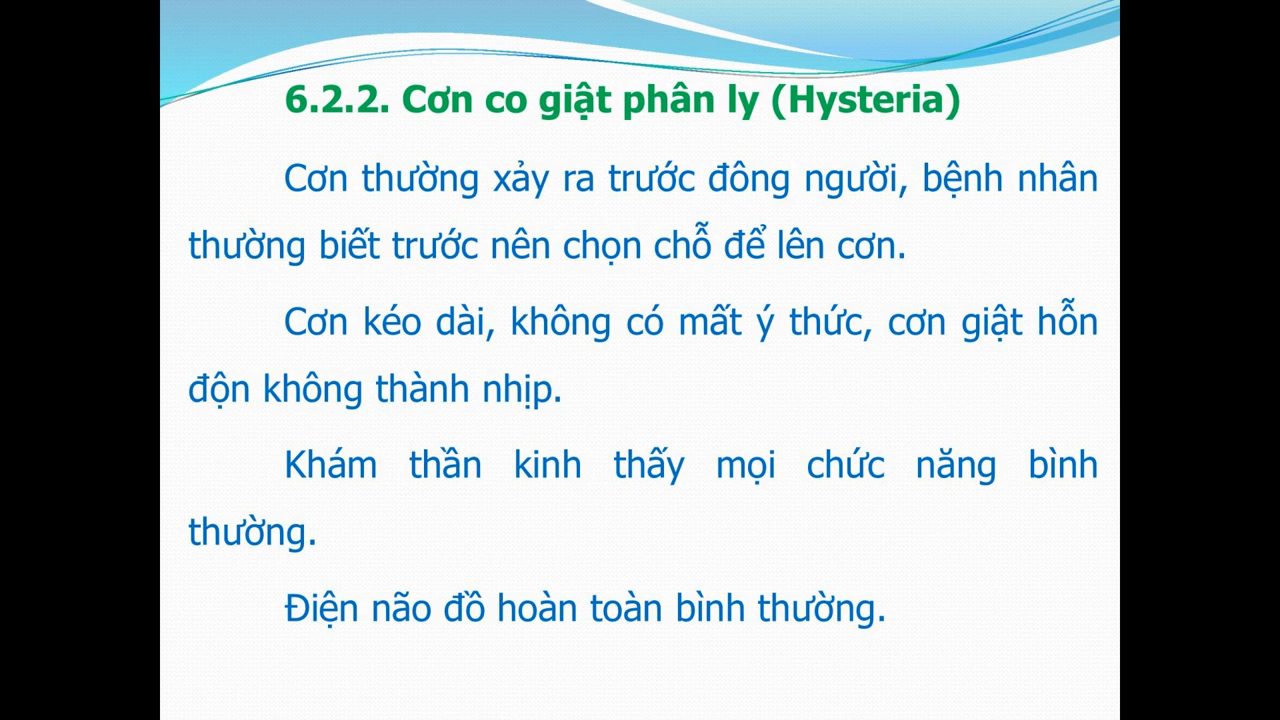 6.2.2. Cơn co giật phân ly (Hysteria)
Cơn thường xảy ra trước đông người, bệnh nhân
thường biết trước nên chọn chỗ để lên cơn.
Cơn kéo dài, không có mất ý thức, cơn giật hỗn
độn không thành nhịp.
Khám thần kinh thấy mọi chức năng bình
thường.
Điện não đồ hoàn toàn bình thường.